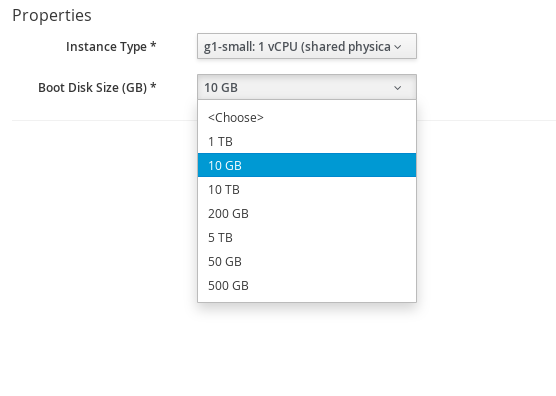 Properties
Instance Type * g1-small: 1 vCPU (shared physica
Boot Disk Size (GB) * 10 GB
<Choose>
1 TB
10 GB
10 TB
200 GB
5 TB
50 GB
500 GB